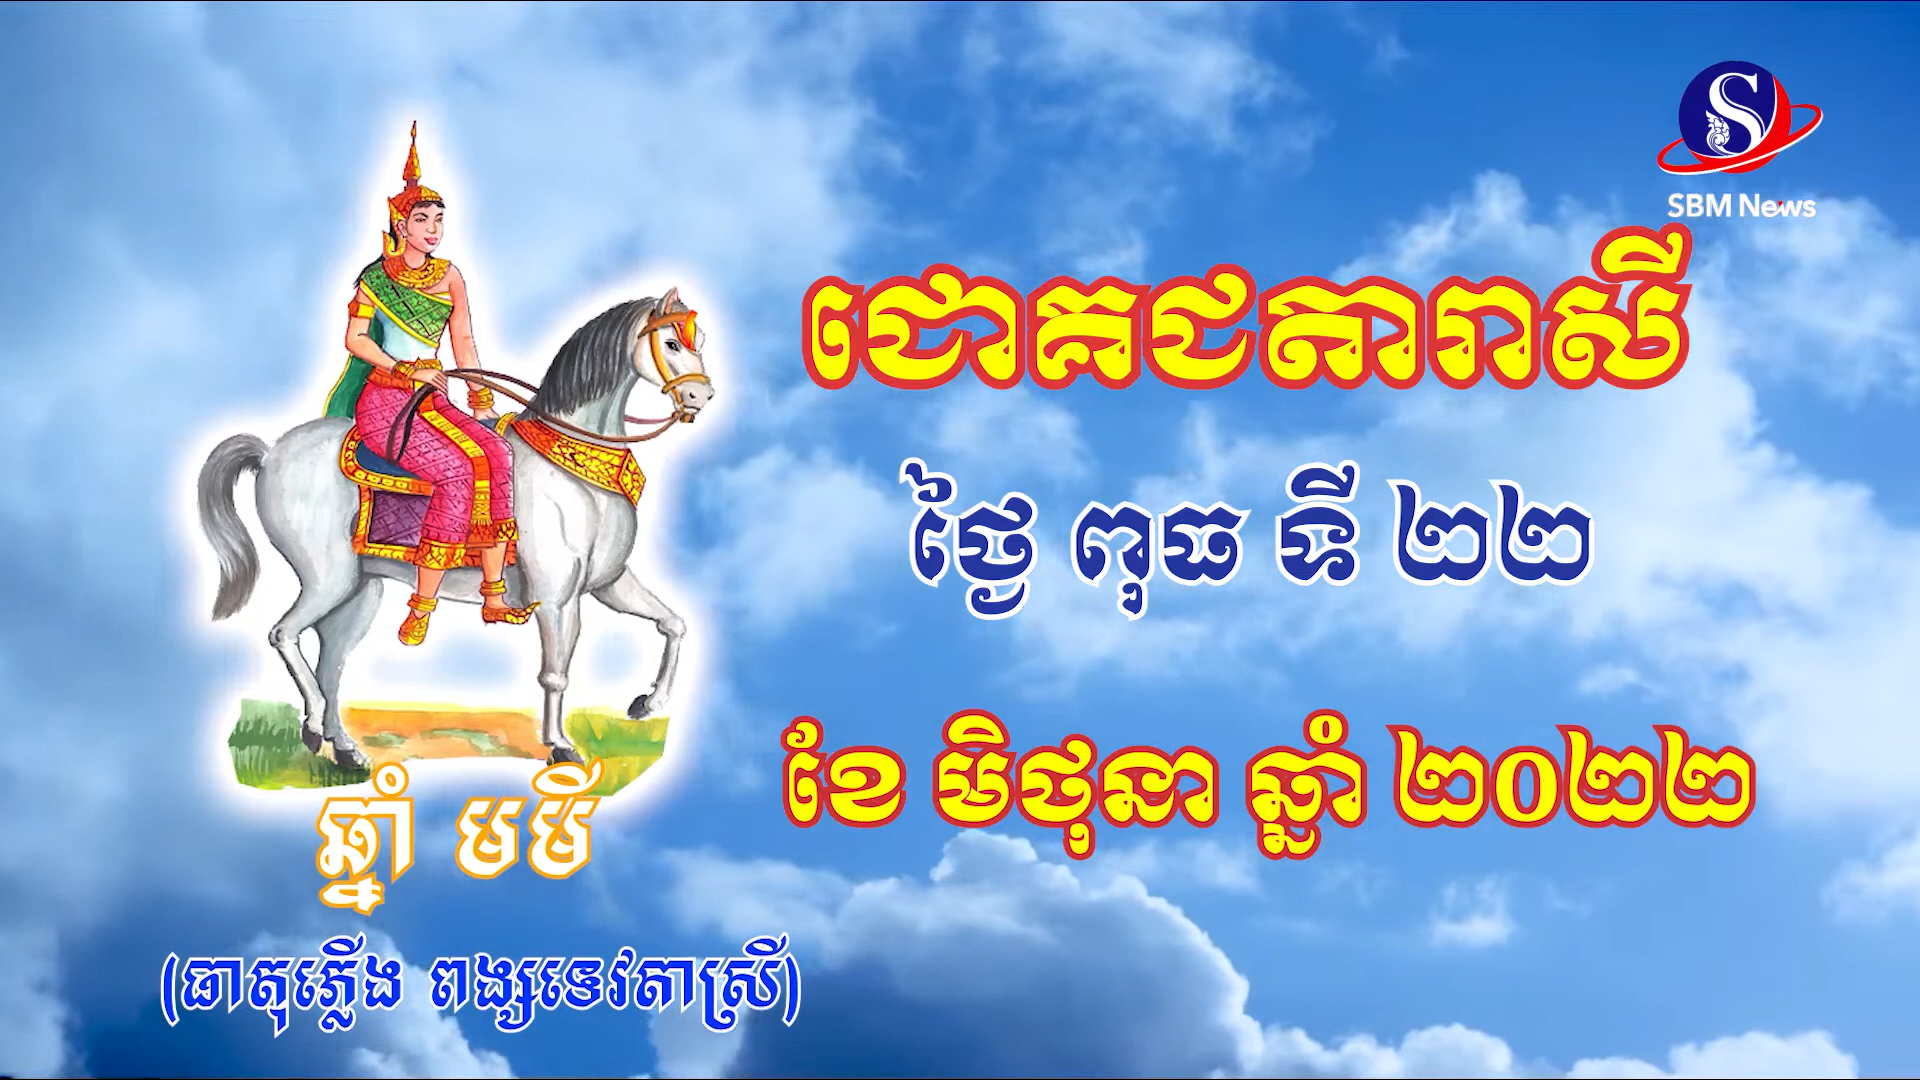 SBM News
ជោគជតារាសី
ថ្ងៃ ពុធ ទី ២២
ខែ មិថុនា ឆ្នាំ ២០២២
ឆ្នាំ មមី
(ធាតុភ្លើង ពង្សទេវតាស្រី)